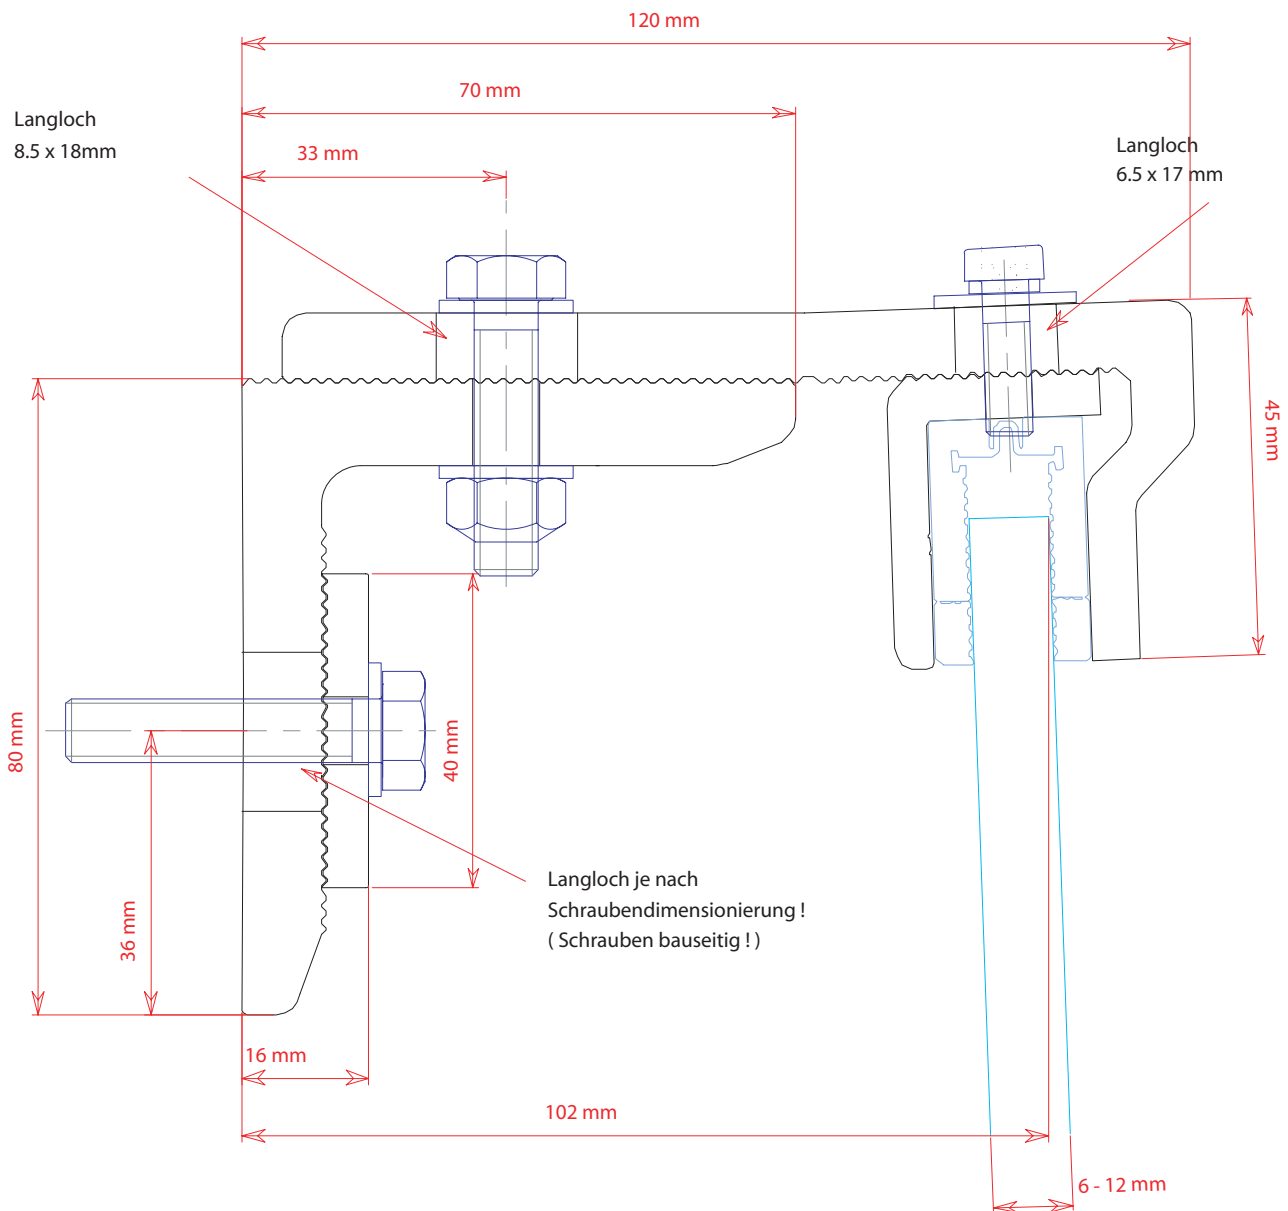 120 mm
70 mm
Langloch
8.5 x 18mm
33 mm
Langloch
6.5 x 17 mm
45 mm
80 mm
40 mm
36 mm
Langloch je nach
Schraubendimensionierung !
( Schrauben bauseitig ! )
16 mm
102 mm
6 - 12 mm